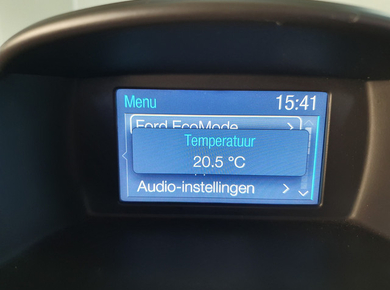 Menu 15:41
Ford EcoMode
Temperatuur
20.5 °C
Audio-instellingen